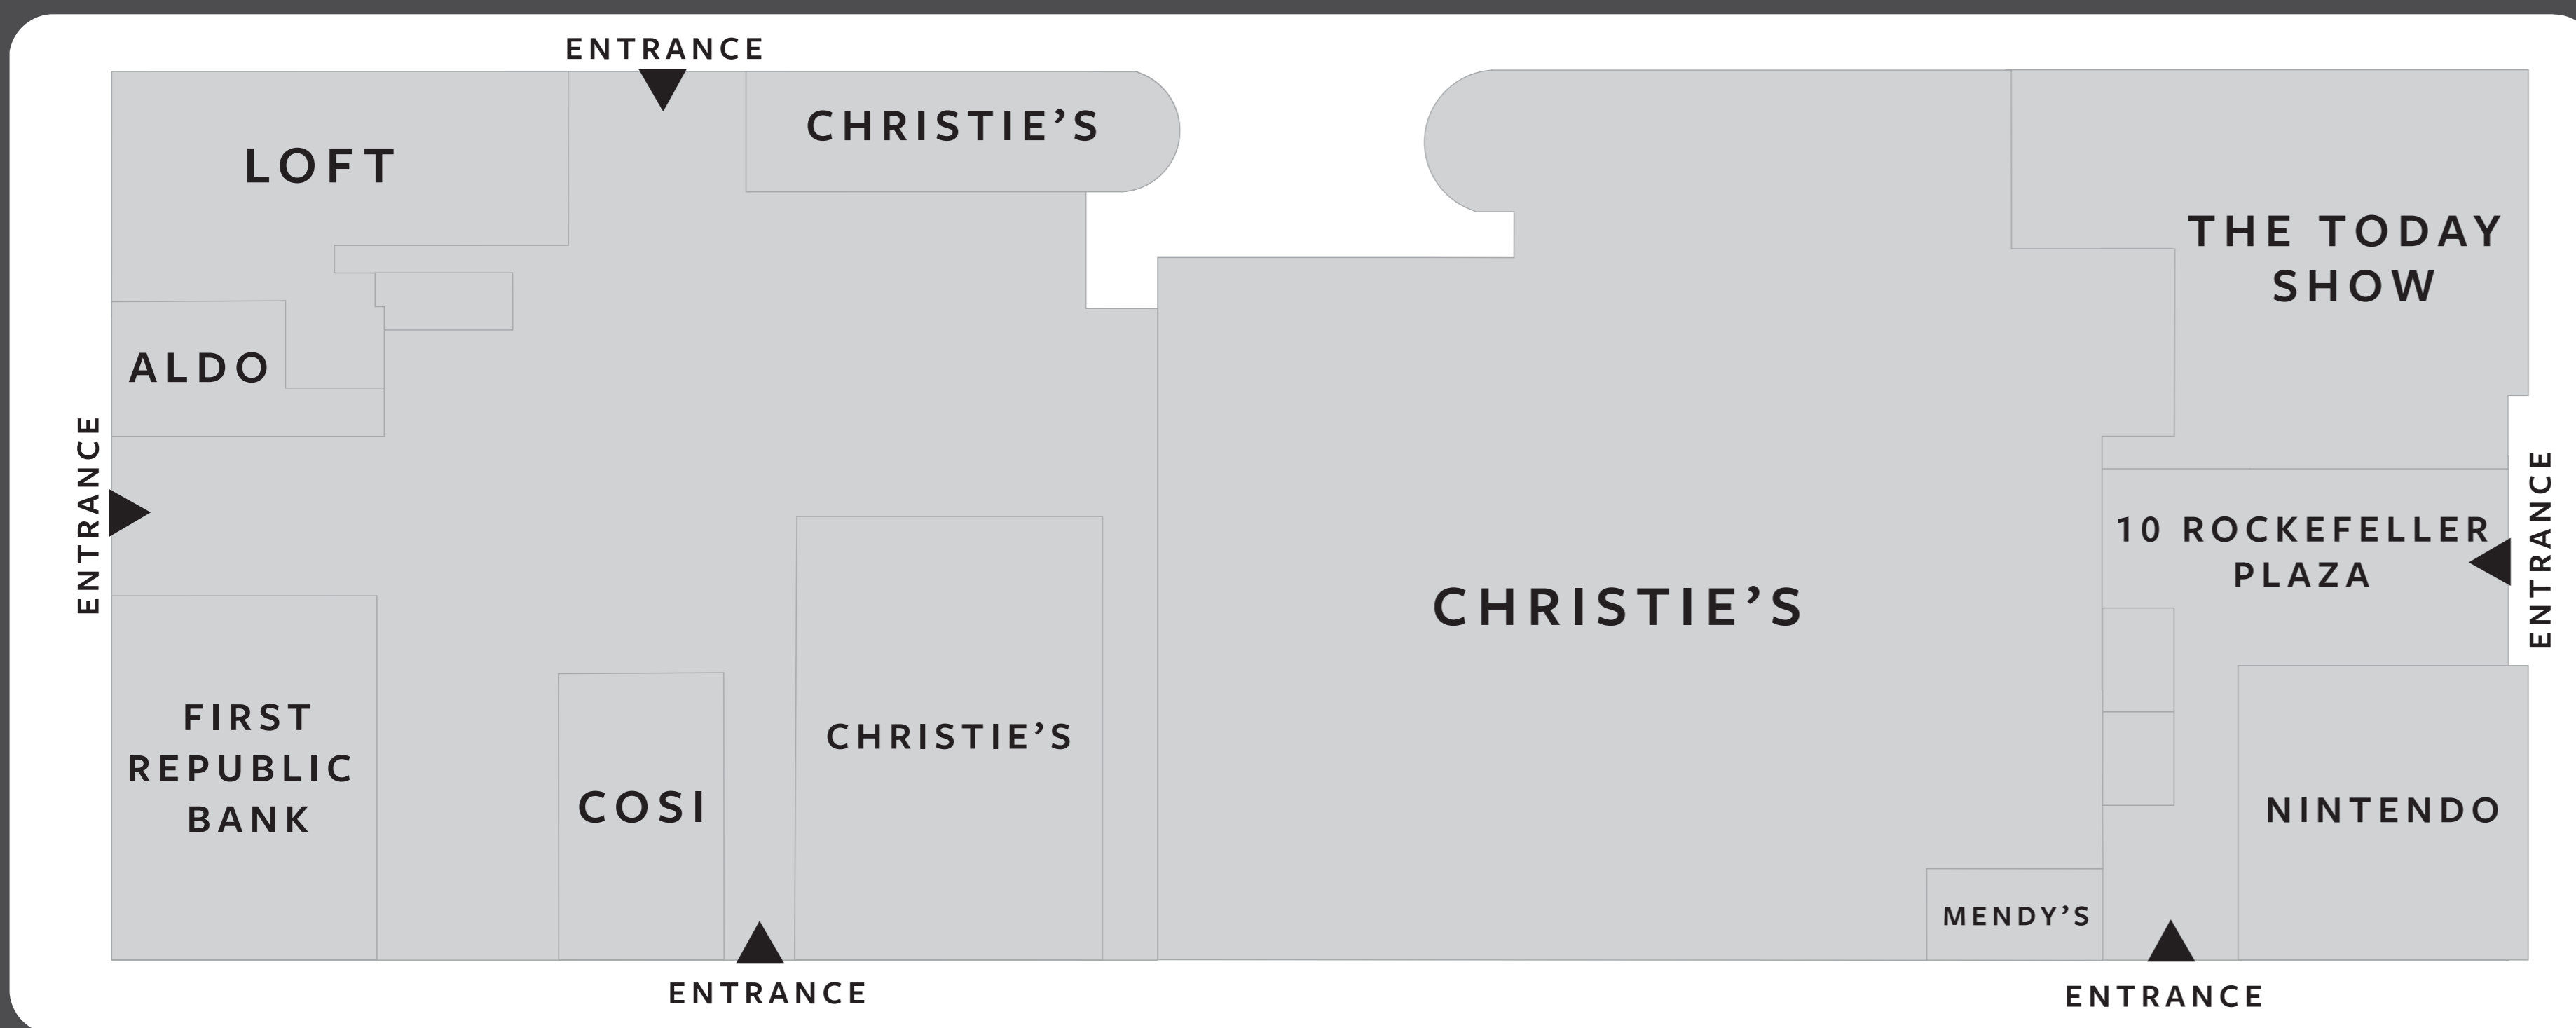 ENTRANCE
CHRISTIE’S
LOFT
THE TODAY
SHOW
ALDO
ENTRANCE
10 ROCKEFELLER
PLAZA
ENTRANCE
CHRISTIE’S
FIRST
REPUBLIC
BANK
CHRISTIE’S
COSI
NINTENDO
MENDY’S
ENTRANCE
ENTRANCE